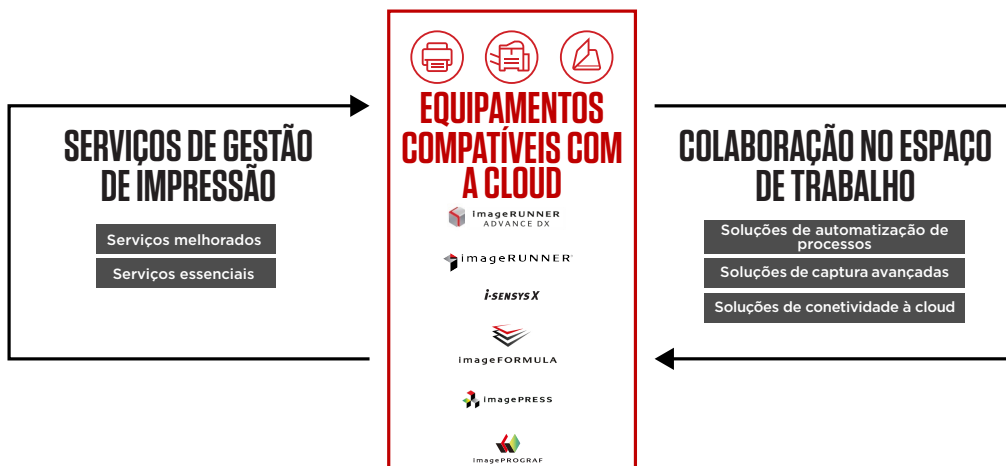 SERVIÇOS DE GESTÃO
DE IMPRESSÃO
Serviços melhorados
Serviços essenciais
EQUIPAMENTOS
COMPATÍVEIS COM
A CLOUD
imageRUNNER
ADVANCE DX
imageRUNNER
i-SENSYS X
imageFORMULA
imagePRESS
imagePROGRAF
COLABORAÇÃO NO ESPAÇO
DE TRABALHO
Soluções de automatização de
processos
Soluções de captura avançadas
Soluções de conetividade à cloud